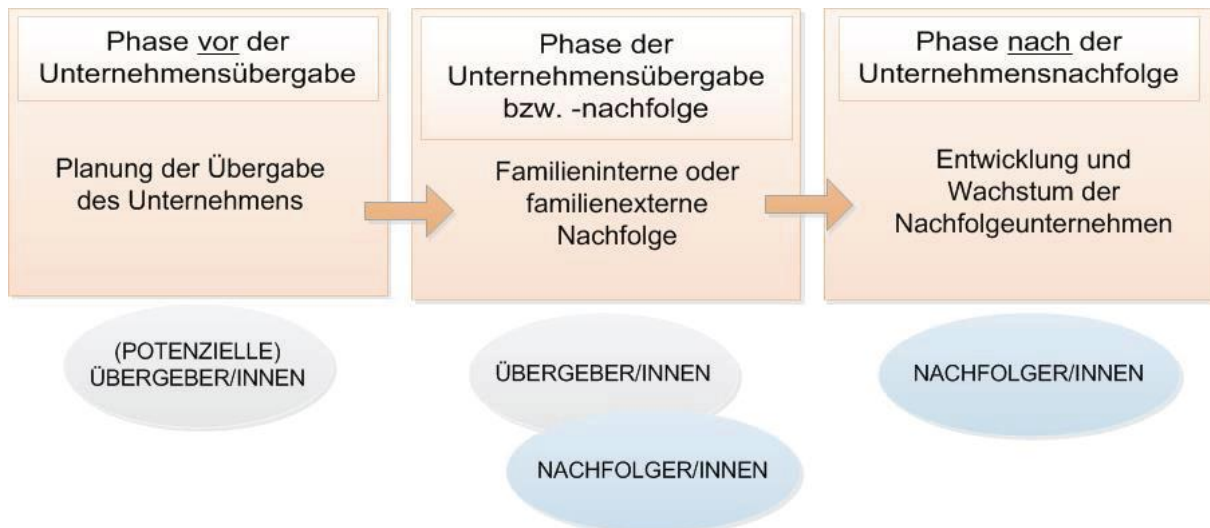 Phase vor der
Unternehmensübergabe
Planung der Übergabe
des Unternehmens
(POTENZIELLE)
ÜBERGEBER/INNEN
Phase der
Unternehmensübergabe
bzw. -nachfolge
Familieninterne oder
familienexterne
Nachfolge
ÜBERGEBER/INNEN
NACHFOLGER/INNEN
Phase nach der
Unternehmensnachfolge
Entwicklung und
Wachstum der
Nachfolgeunternehmen
NACHFOLGER/INNEN